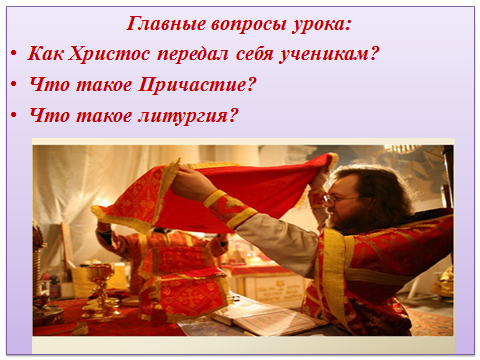 Главные вопросы урока:
• Как Христос передал себя ученикам?
• Что такое Причастие?
• Что такое литургия?